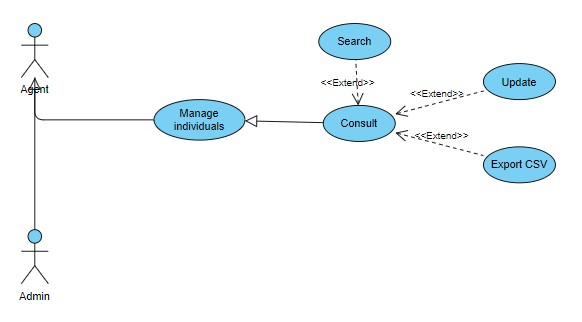 Search
<<Extend>>
Agent
<<Extend>>
Update
Manage
individuals
Consult
<<Extend>>
Export CSV
Admin